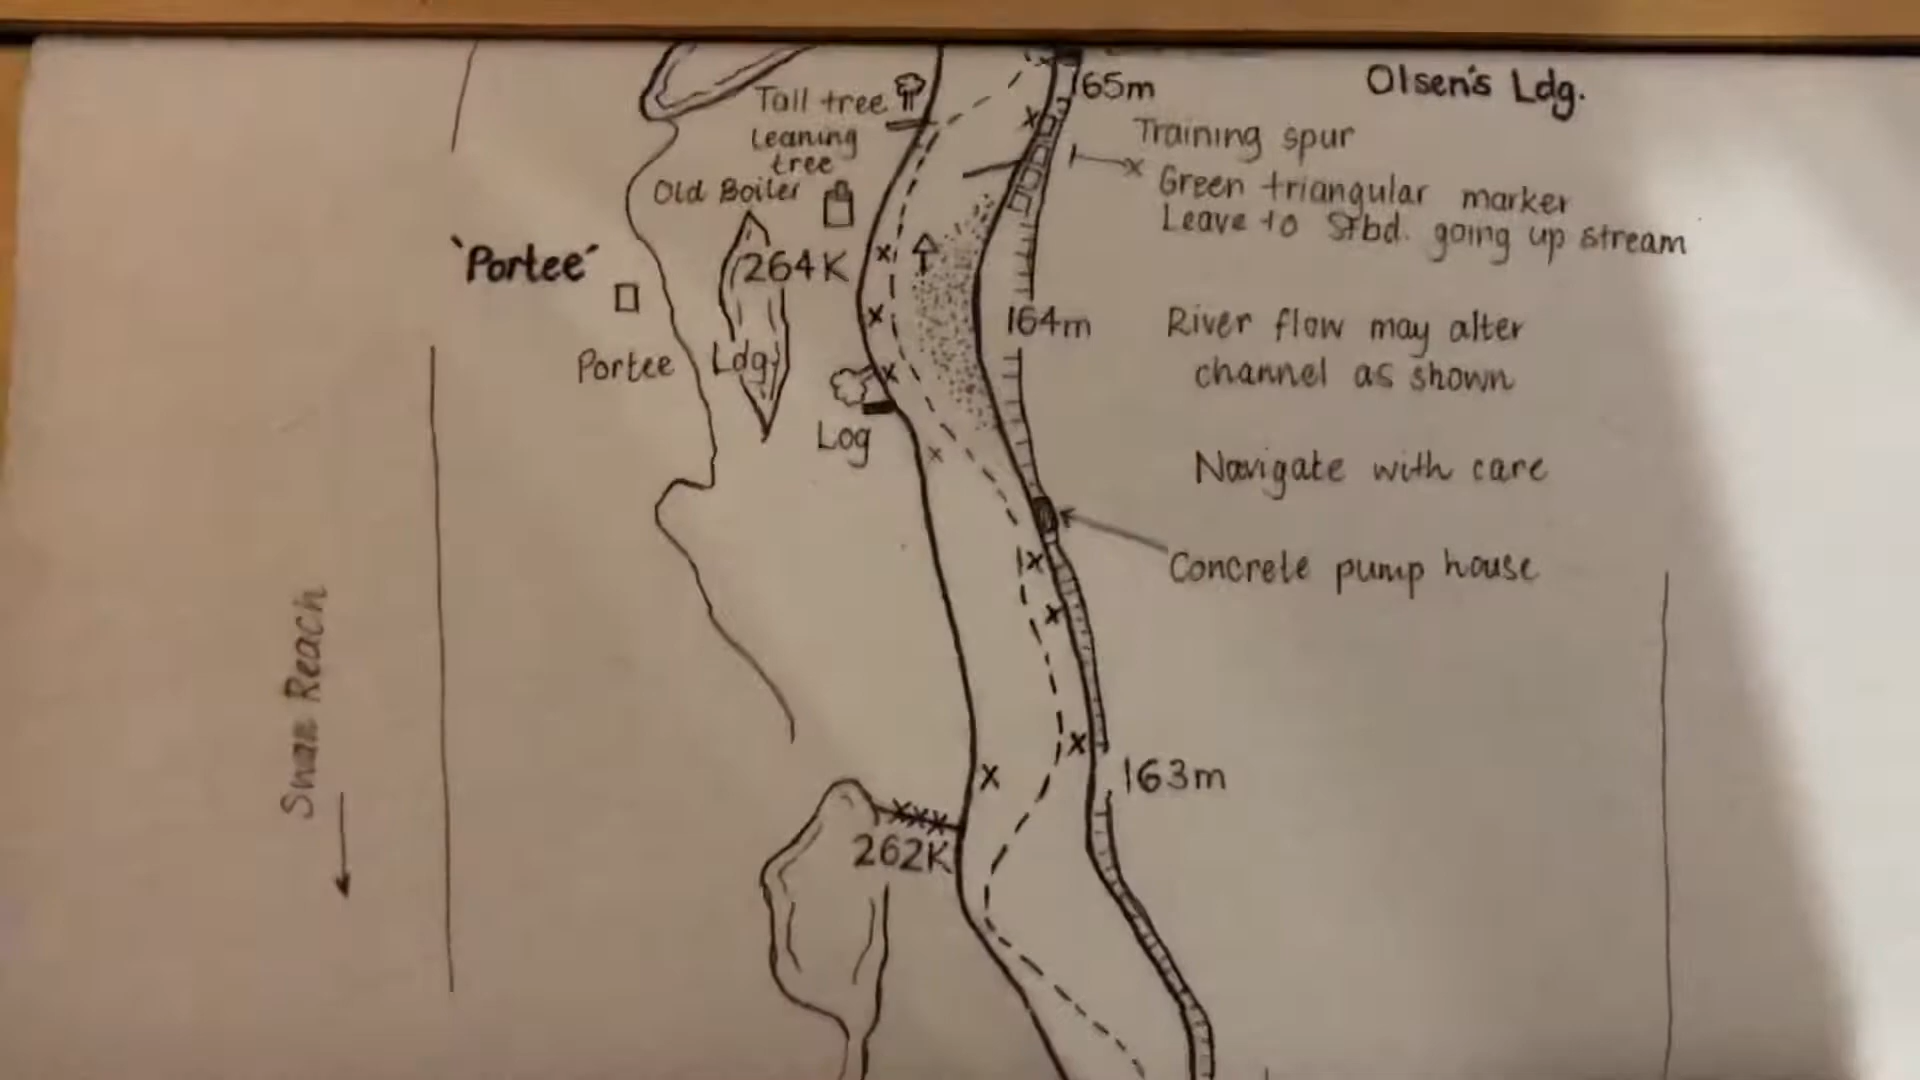 165m
Olsen's Ldg.
Tall tree
Leaning
tree
Training spur
Old Boiler
Green triangular marker
Leave to Stbd. going up stream
'Portee'
264K
164m
River flow may alter
channel as shown
Portee Ldg
Log
Navigate with care
Concrete pump house
Swan Reach
163m
262K